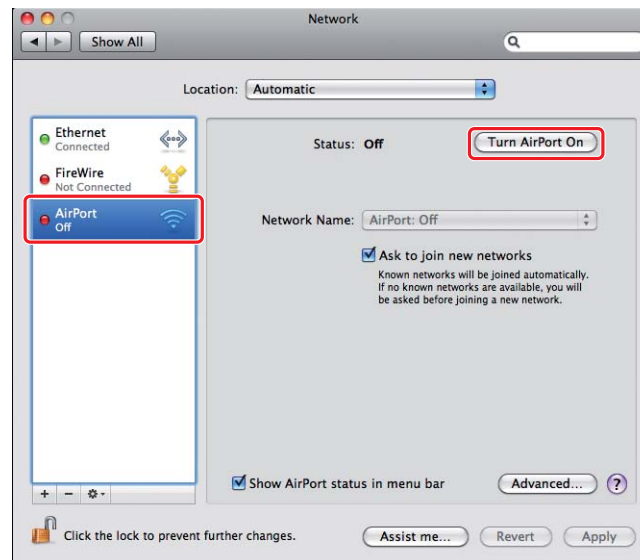 Network
Show All
Location: Automatic
Ethernet
Connected
FireWire
Not Connected
AirPort
Off
Status: Off
Turn AirPort On
Network Name: AirPort: Off
Ask to join new networks
Known networks will be joined automatically.
If no known networks are available, you will
be asked before joining a new network.
Show AirPort status in menu bar
Advanced...
?
Click the lock to prevent further changes.
Assist me...
Revert
Apply